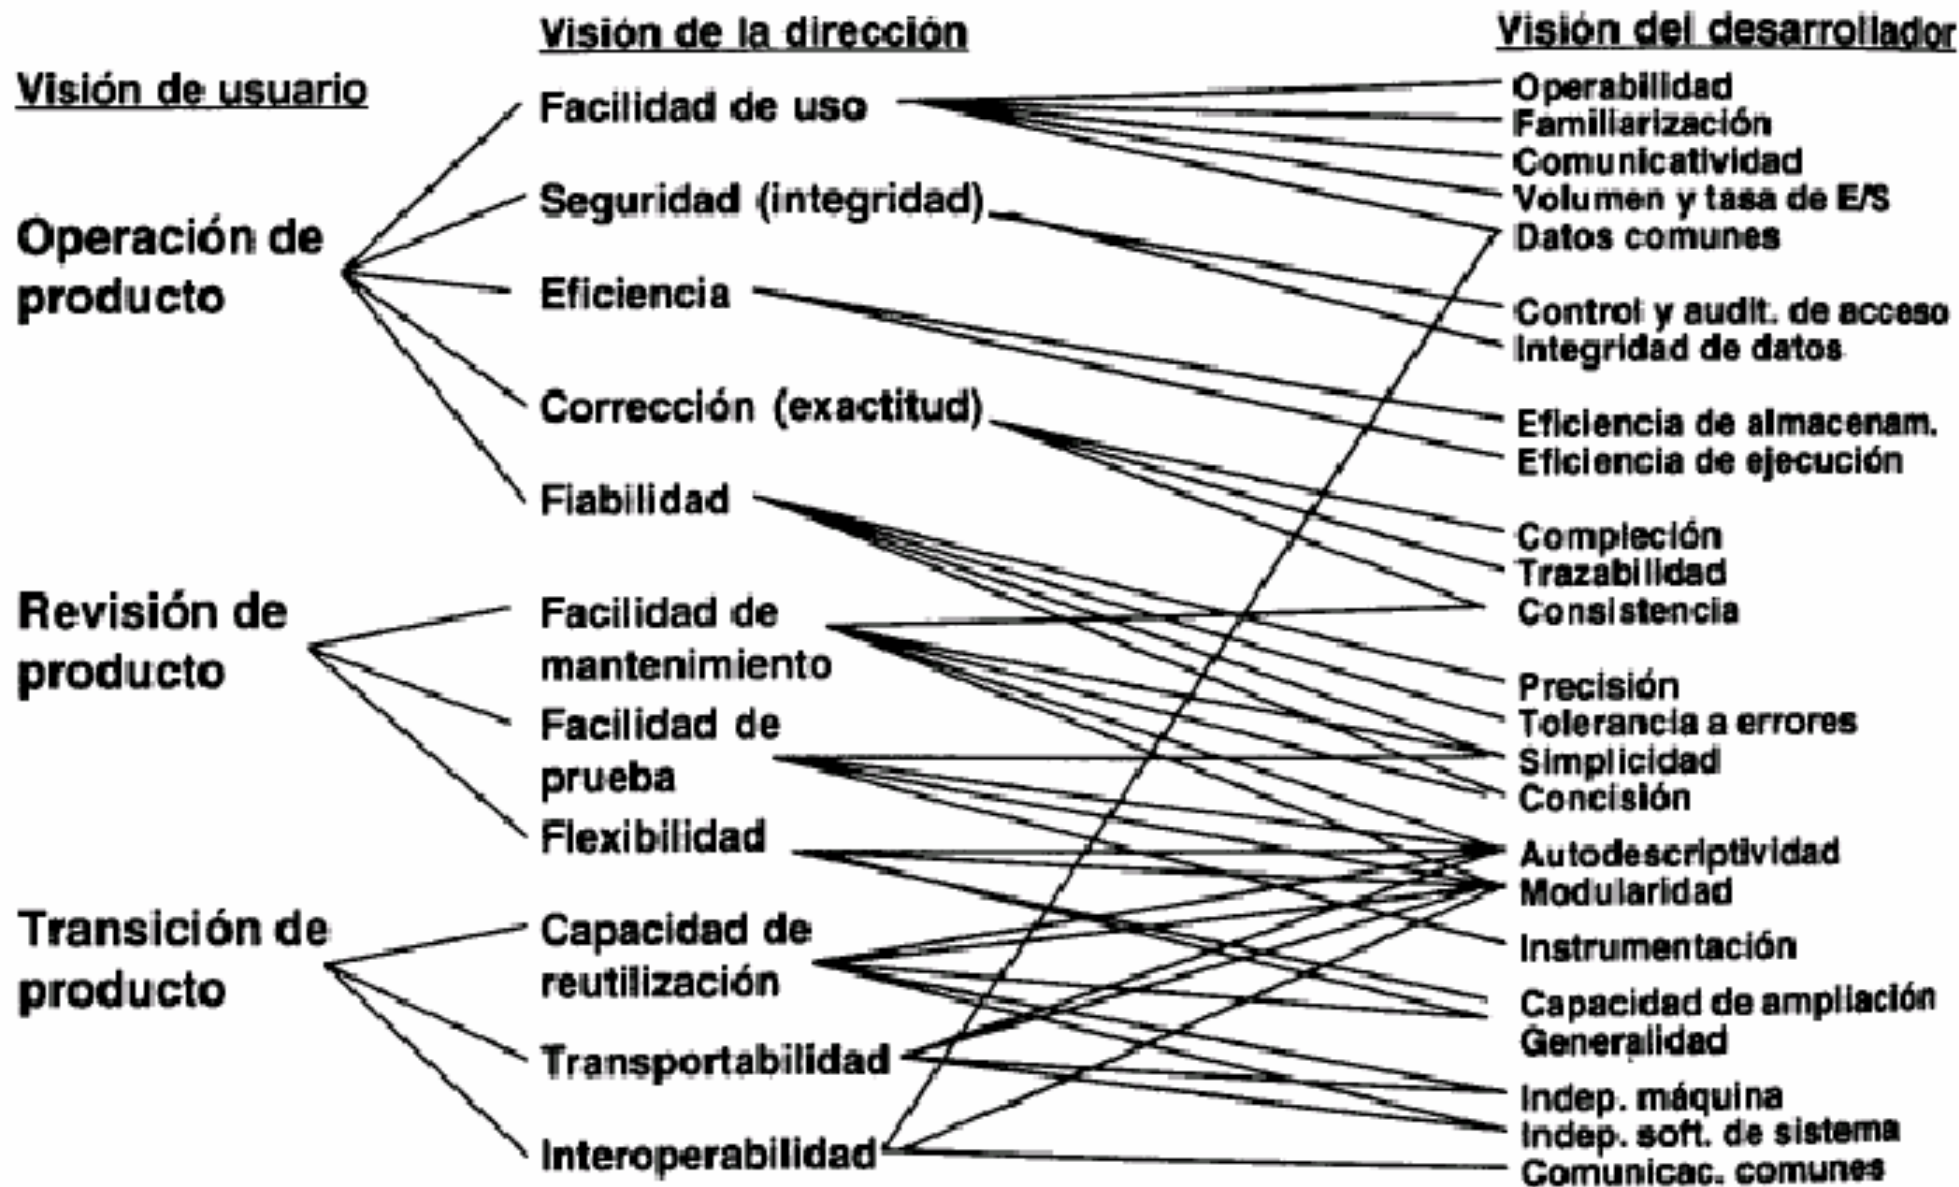 Visión de usuario
Operación de
producto
Revisión de
producto
Transición de
producto
Visión de la dirección
Facilidad de uso
Seguridad (integridad)
Eficiencia
Corrección (exactitud)
Fiabilidad
Facilidad de
mantenimiento
Facilidad de
prueba
Flexibilidad
Capacidad de
reutilización
Transportabilidad
Interoperabilidad
Visión del desarrollador
Operabilidad
Familiarización
Comunicatividad
Volumen y tasa de E/S
Datos comunes
Control y audit. de acceso
Integridad de datos
Eficiencia de almacenam.
Eficiencia de ejecución
Compleción
Trazabilidad
Consistencia
Precisión
Tolerancia a errores
Simplicidad
Concisión
Autodescriptividad
Modularidad
Instrumentación
Capacidad de ampliación
Generalidad
Indep. máquina
Indep. soft. de sistema
Comunicac. comunes